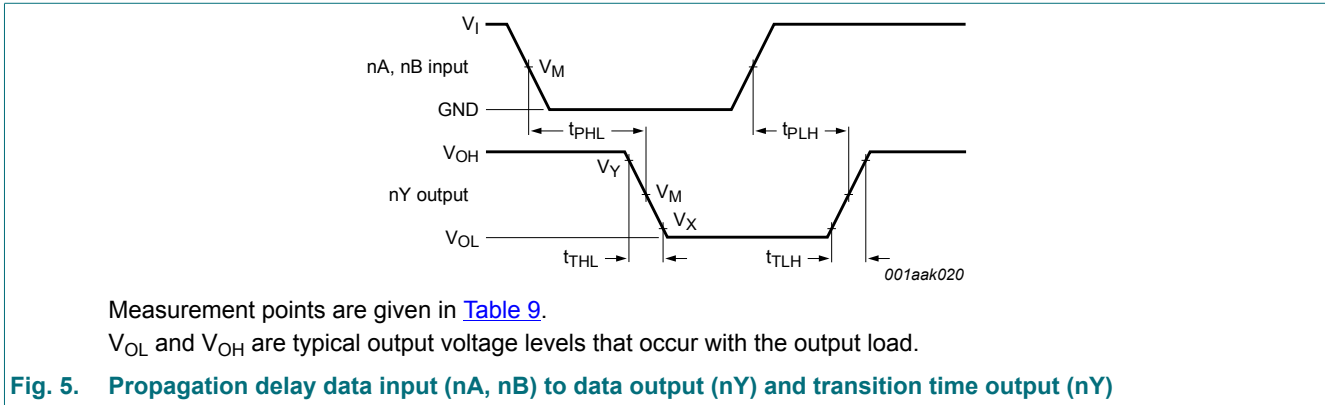 V_I
nA, nB input
V_M
GND
t_PHL
t_PLH
V_OH
V_Y
nY output
V_M
V_X
V_OL
t_THL
t_TLH
001aak020
Measurement points are given in Table 9.
V_OL and V_OH are typical output voltage levels that occur with the output load.
Fig. 5. Propagation delay data input (nA, nB) to data output (nY) and transition time output (nY)